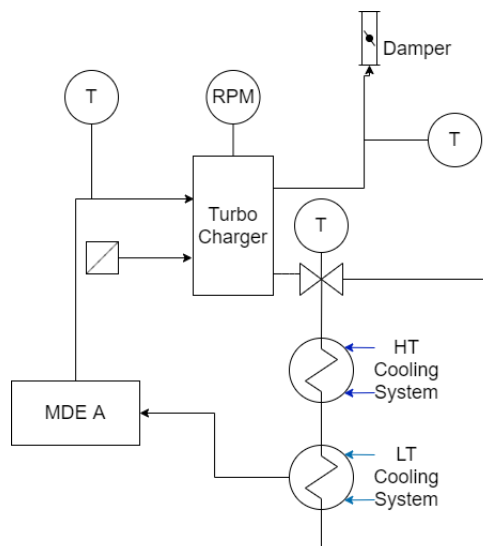 Damper
T
RPM
T
Turbo
Charger
T
HT
Cooling
System
MDE A
LT
Cooling
System